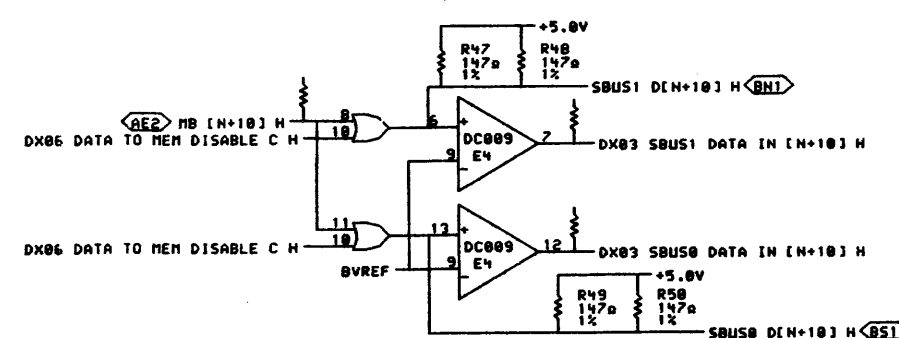 +5.0V
R47 R48
147Ω 147Ω
1% 1%
SBUS1 D[N+10] H BN1
AE2 MB [N+10] H 8
6 + DC009 7 DX03 SBUS1 DATA IN [N+10] H
DX06 DATA TO MEM DISABLE C H 10
9 - E4
11
DX06 DATA TO MEM DISABLE C H 10
13 + DC009 12 DX03 SBUS0 DATA IN [N+10] H
BVREF 9 - E4
+5.0V
R49 R50
147Ω 147Ω
1% 1%
SBUS0 D[N+10] H BS1